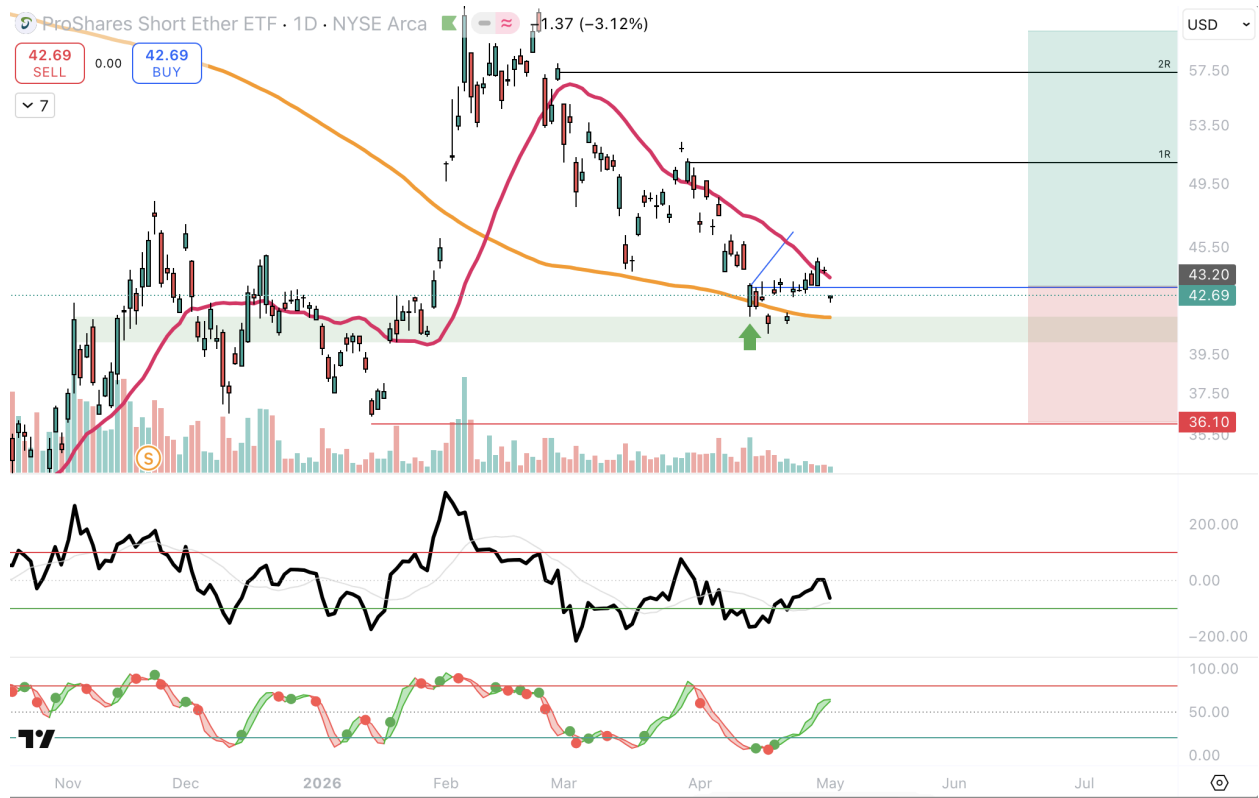 ProShares Short Ether ETF · 1D · NYSE Arca −1.37 (−3.12%)
USD
42.69
SELL
0.00
42.69
BUY
7
2R
1R
57.50
53.50
49.50
45.50
43.20
42.69
39.50
37.50
36.10
35.50
S
200.00
0.00
−200.00
100.00
50.00
0.00
Nov Dec 2026 Feb Mar Apr May Jun Jul